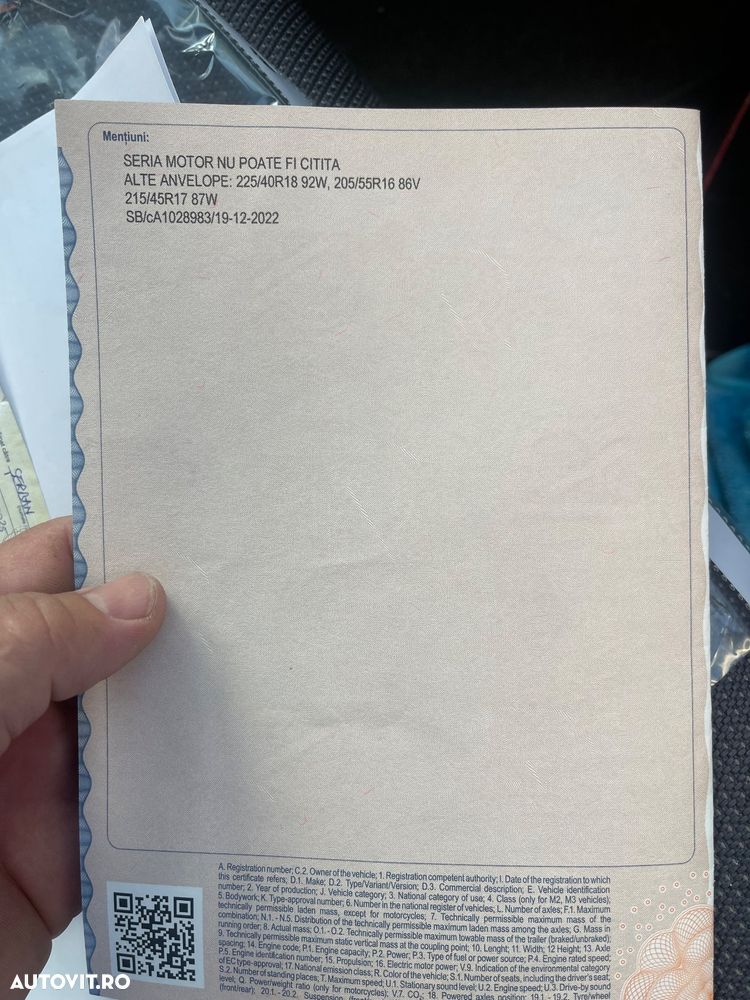 Mențiuni:
SERIA MOTOR NU POATE FI CITITA
ALTE ANVELOPE: 225/40R18 92W, 205/55R16 86V
215/45R17 87W
SB/cA1028983/19-12-2022
ȘERBAN
A. Registration number; C.2. Owner of the vehicle; 1. Registration competent authority; I. Date of the registration to which
this certificate refers; D.1. Make; D.2. Type/Variant/Version; D.3. Commercial description; E. Vehicle identification
number; 2. Year of production; J. Vehicle category; 3. National category of use; 4. Class (only for M2, M3 vehicles);
5. Bodywork; K. Type-approval number; 6. Number in the national register of vehicles; L. Number of axles; F.1. Maximum
technically permissible laden mass, except for motorcycles; 7. Technically permissible maximum mass of the
combination; N.1. - N.5. Distribution of the technically permissible maximum laden mass among the axles; G. Mass in
running order; 8. Actual mass; O.1. - O.2. Technically permissible maximum towable mass of the trailer (braked/unbraked);
9. Technically permissible maximum static vertical mass at the coupling point; 10. Lenght; 11. Width; 12 Height; 13. Axle
spacing; 14. Engine code; P.1. Engine capacity; P.2. Power; P.3. Type of fuel or power source; P.4. Engine rated speed;
P.5. Engine identification number; 15. Propulsion; 16. Electric motor power; V.9. Indication of the environmental category
of EC type-approval; 17. National emission class; R. Color of the vehicle; S.1. Number of seats, including the driver's seat;
S.2. Number of standing places; T. Maximum speed; U.1. Stationary sound level; U.2. Engine speed; U.3. Drive-by sound
level; Q. Power/weight ratio (only for motorcycles); V.7. CO₂; 18. Powered axles position; 19.1 - 19.2. Tyre/wheel
(front/rear); 20.1. - 20.2. Suspension
AUTOVIT.RO